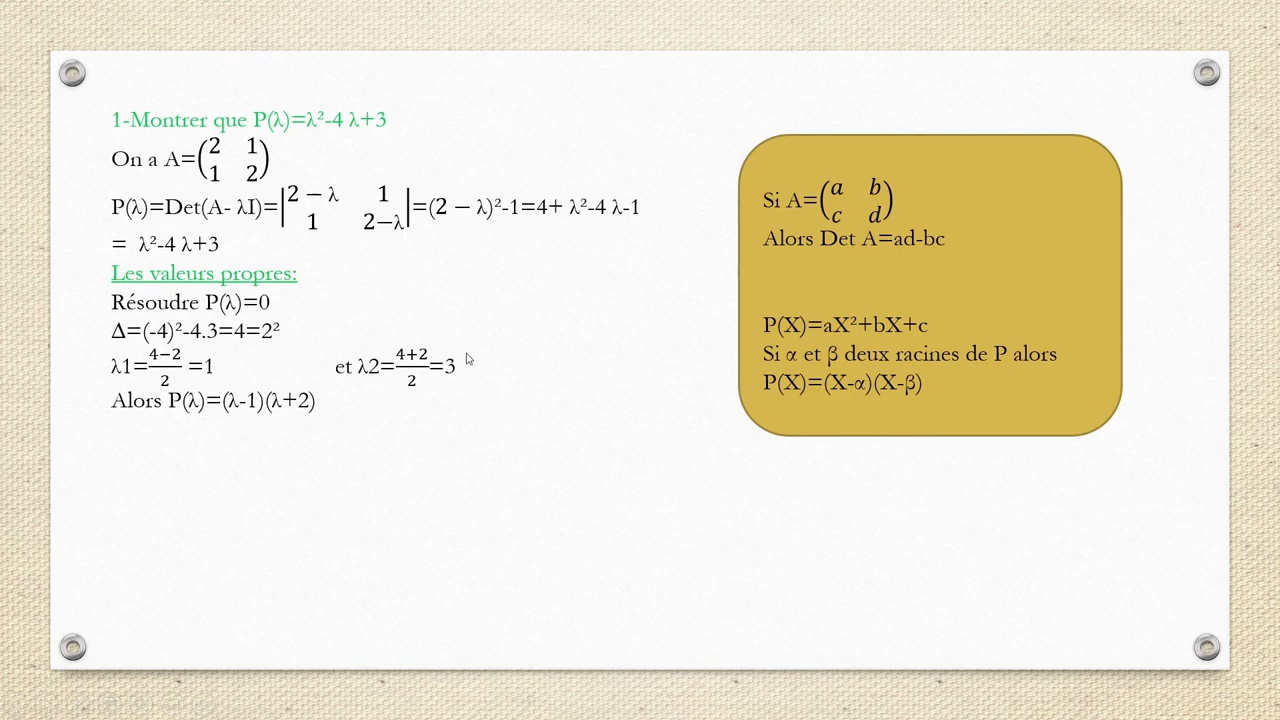 1-Montrer que P(λ)=λ²-4 λ+3
On a A=(2 1
1 2)
P(λ)=Det(A- λI)=|2 − λ 1
1 2−λ|=(2 − λ)²-1=4+ λ²-4 λ-1
= λ²-4 λ+3
Les valeurs propres:
Résoudre P(λ)=0
Δ=(-4)²-4.3=4=2²
λ1=4−2/2 =1 et λ2=4+2/2=3
Alors P(λ)=(λ-1)(λ+2)
Si A=(a b
c d)
Alors Det A=ad-bc
P(X)=aX²+bX+c
Si α et β deux racines de P alors
P(X)=(X-α)(X-β)